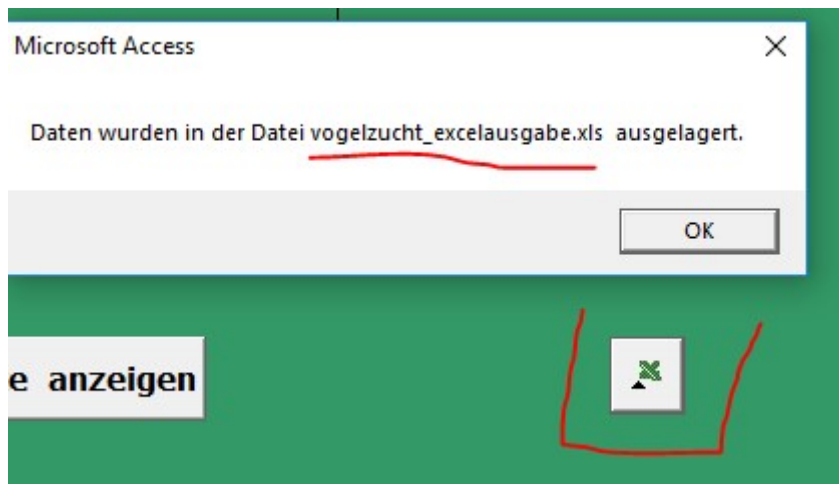 Microsoft Access
Daten wurden in der Datei vogelzucht_excelausgabe.xls ausgelagert.
OK
e anzeigen